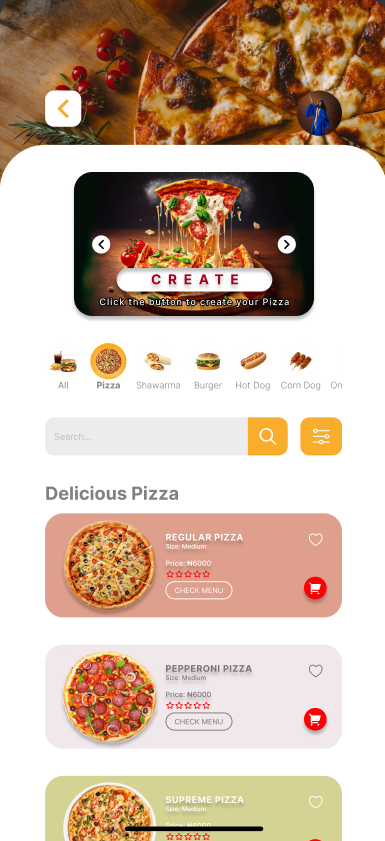 CREATE
Click the button to create your Pizza
All
Pizza
Shawarma
Burger
Hot Dog
Corn Dog
On
Search...
Delicious Pizza
REGULAR PIZZA
Size: Medium
Price: ₦6000
CHECK MENU
PEPPERONI PIZZA
Size: Medium
Price: ₦6000
CHECK MENU
SUPREME PIZZA
Size: Medium
Price: ₦6000
CHECK MENU